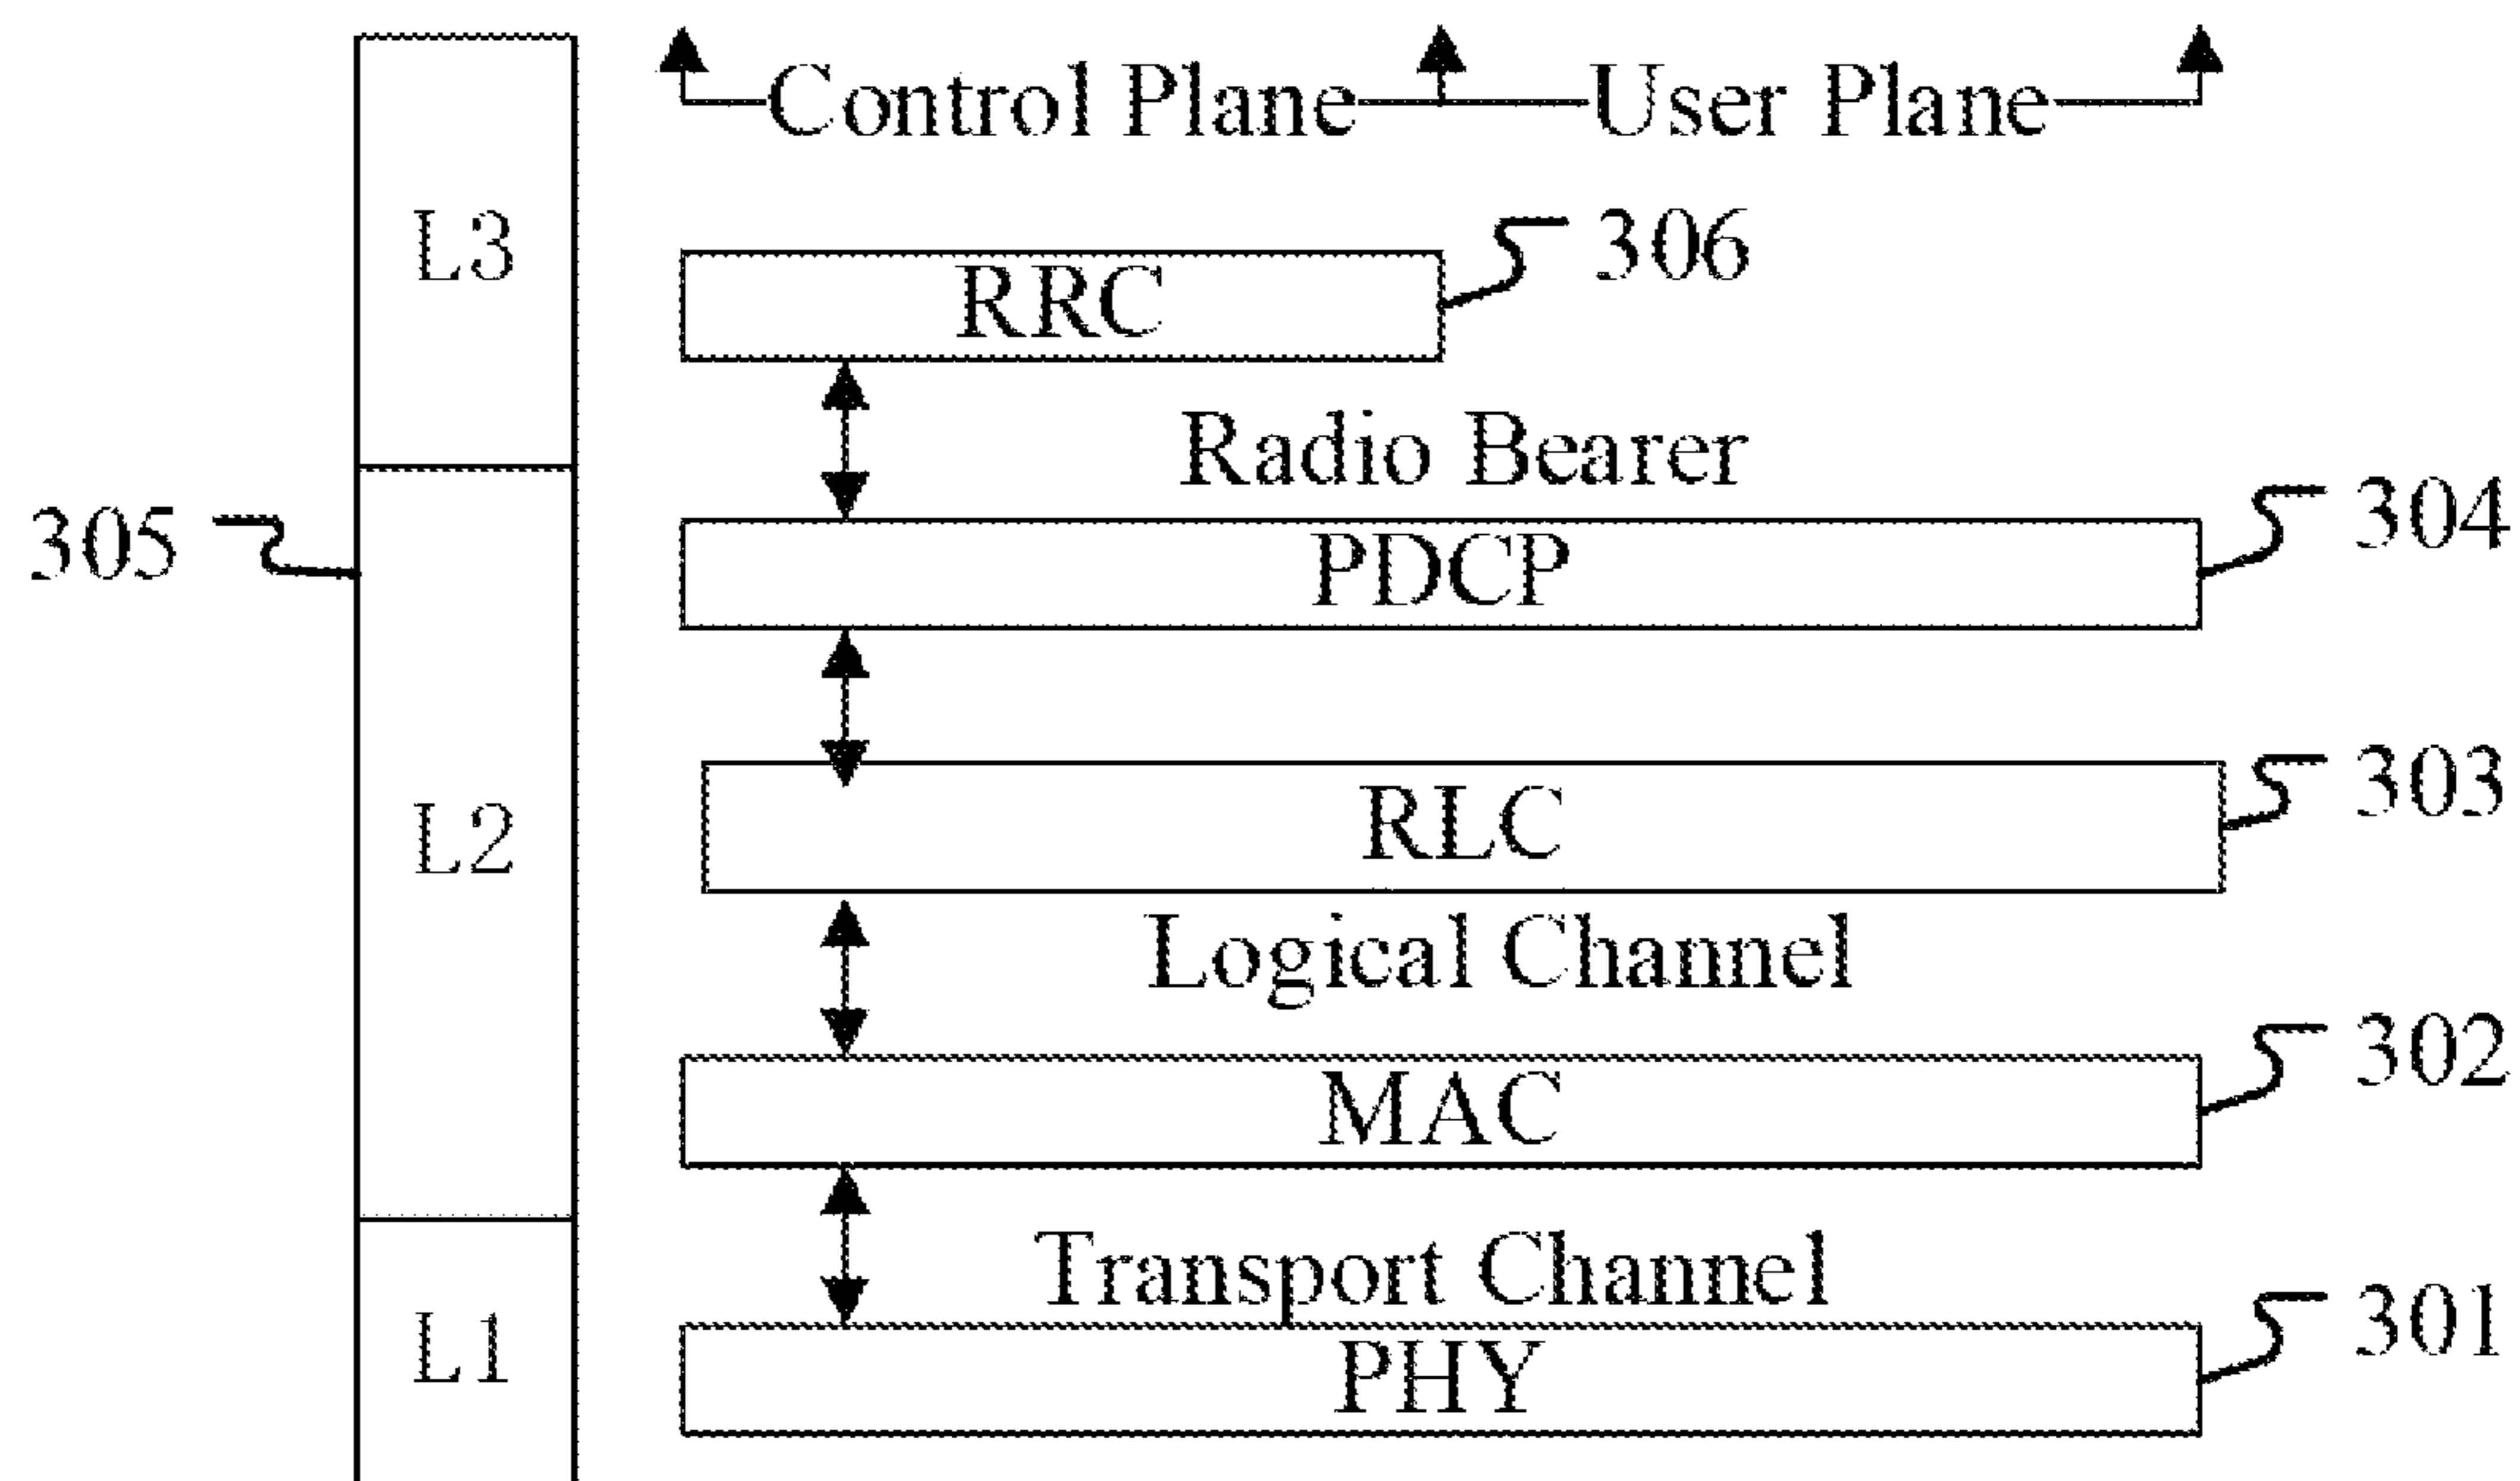 Control Plane User Plane
L3
306
RRC
Radio Bearer
305
304
PDCP
303
L2
RLC
Logical Channel
302
MAC
Transport Channel
301
L1
PHY